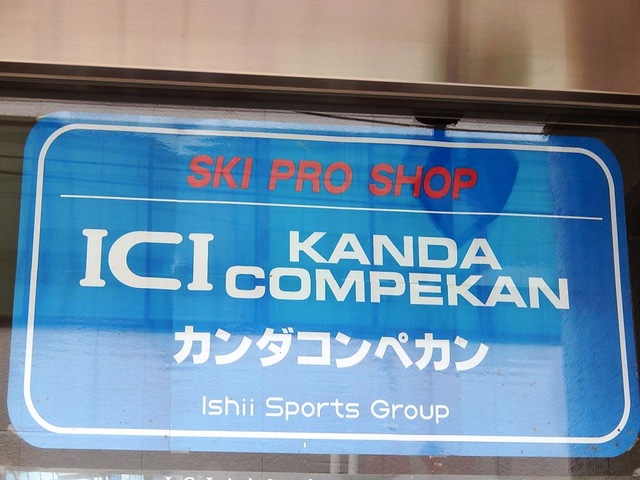 SKI PRO SHOP
ICI KANDA
COMPEKAN
カンダコンペカン
Ishii Sports Group